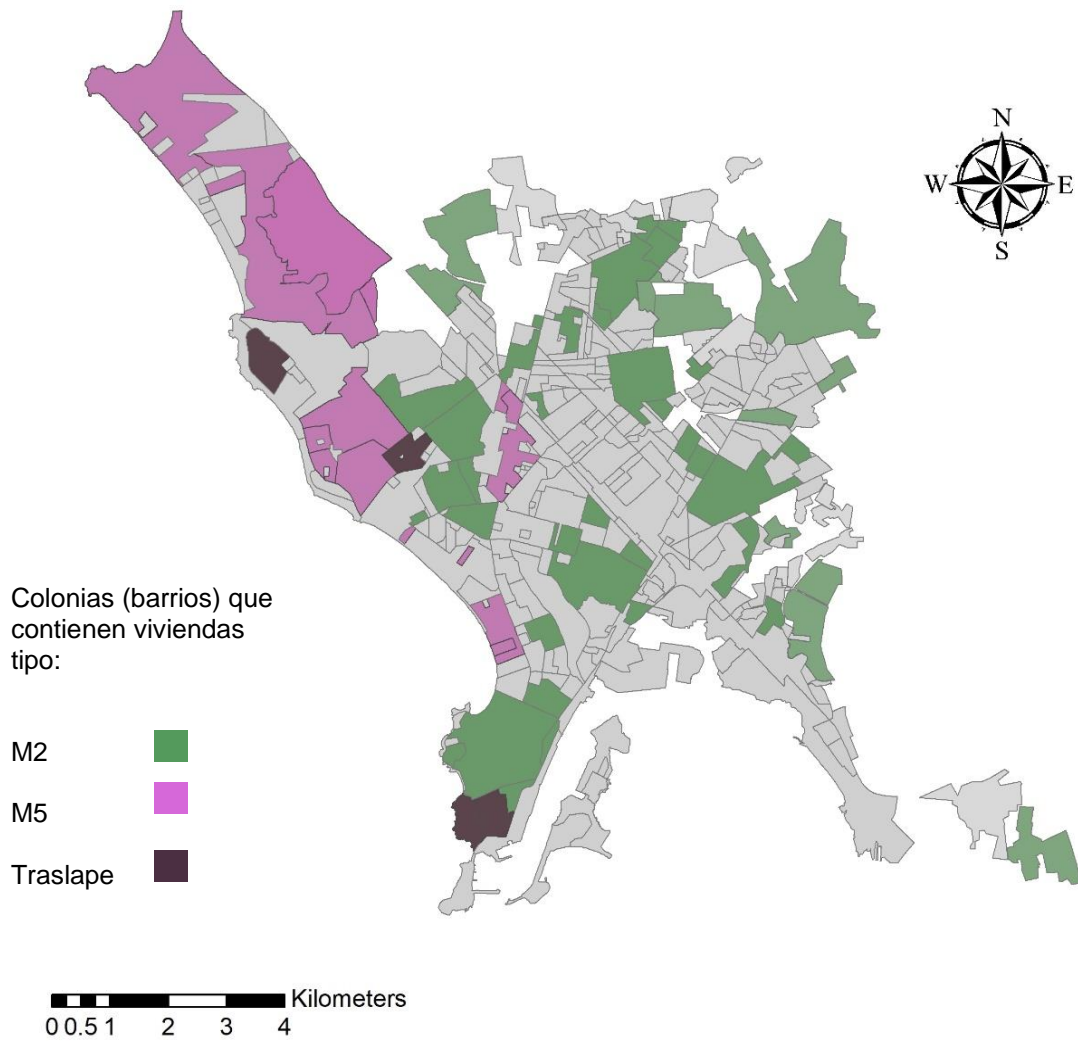 N
W E
S
Colonias (barrios) que
contienen viviendas
tipo:
M2
M5
Traslape
Kilometers
0 0.5 1 2 3 4